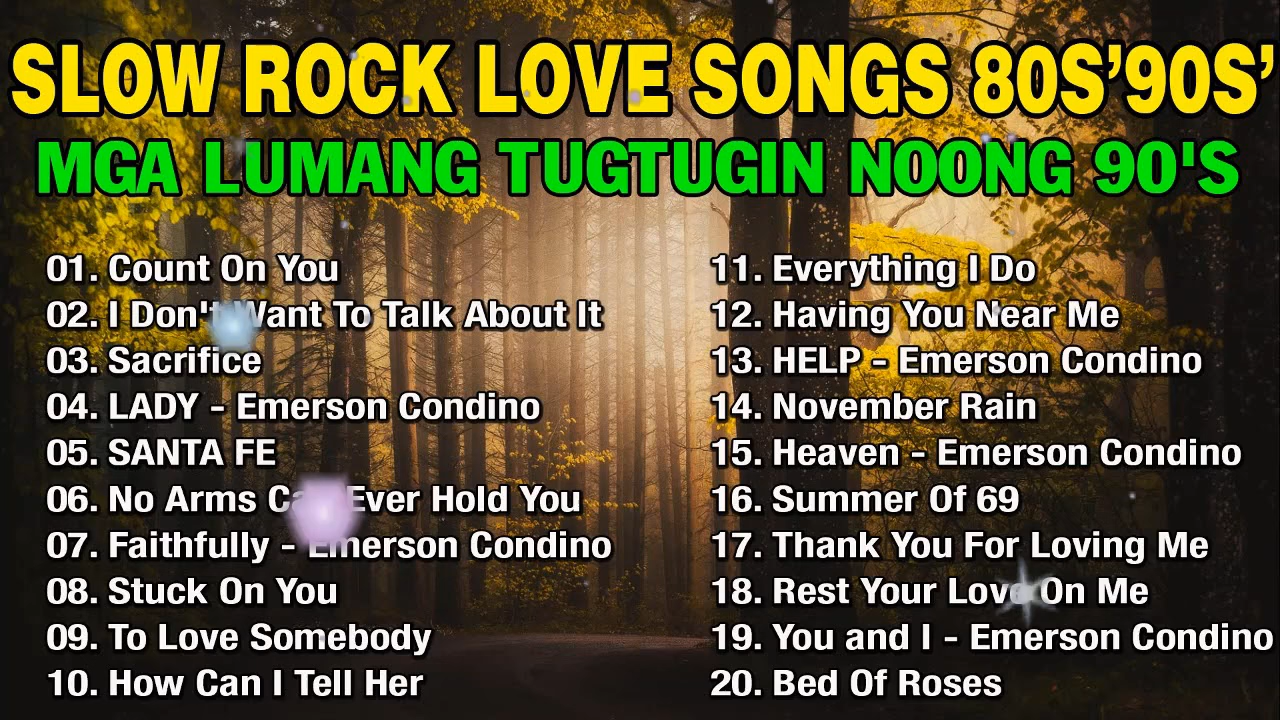 SLOW ROCK LOVE SONGS 80S'90S'
MGA LUMANG TUGTUGIN NOONG 90'S
01. Count On You
02. I Don't Want To Talk About It
03. Sacrifice
04. LADY - Emerson Condino
05. SANTA FE
06. No Arms Can Ever Hold You
07. Faithfully - Emerson Condino
08. Stuck On You
09. To Love Somebody
10. How Can I Tell Her
11. Everything I Do
12. Having You Near Me
13. HELP - Emerson Condino
14. November Rain
15. Heaven - Emerson Condino
16. Summer Of 69
17. Thank You For Loving Me
18. Rest Your Love On Me
19. You and I - Emerson Condino
20. Bed Of Roses